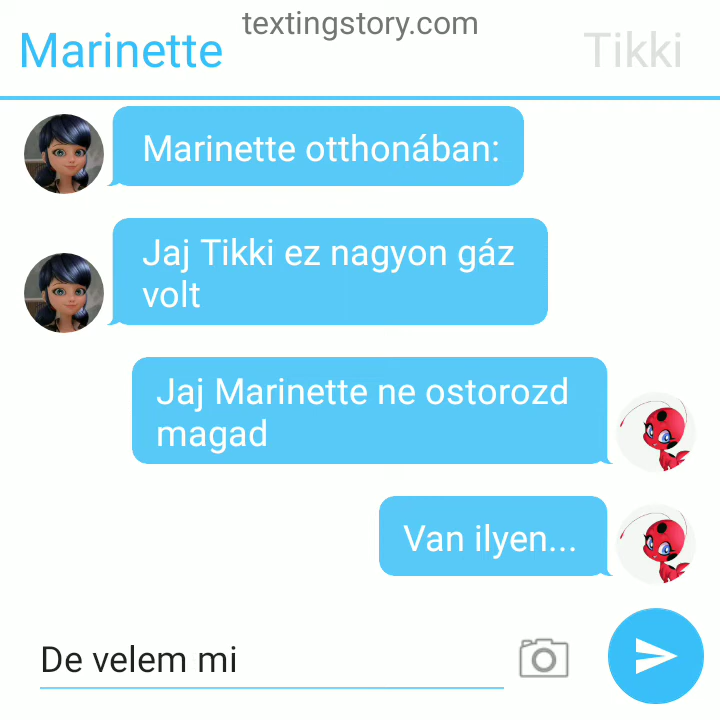 textingstory.com
Marinette
Tikki
Marinette otthonában:
Jaj Tikki ez nagyon gáz
volt
Jaj Marinette ne ostorozd
magad
Van ilyen...
De velem mi